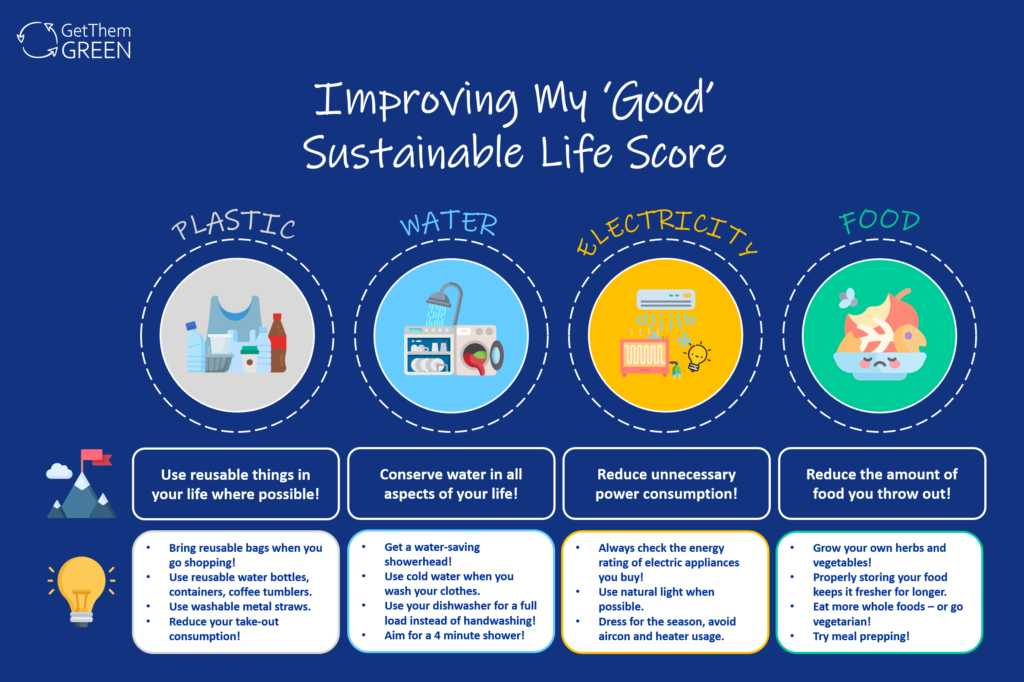 GetThem
GREEN
Improving My ‘Good’
Sustainable Life Score
PLASTIC
WATER
ELECTRICITY
FOOD
Use reusable things in
your life where possible!
Conserve water in all
aspects of your life!
Reduce unnecessary
power consumption!
Reduce the amount of
food you throw out!
• Bring reusable bags when you
go shopping!
• Use reusable water bottles,
containers, coffee tumblers.
• Use washable metal straws.
• Reduce your take-out
consumption!
• Get a water-saving
showerhead!
• Use cold water when you
wash your clothes.
• Use your dishwasher for a full
load instead of handwashing!
• Aim for a 4 minute shower!
• Always check the energy
rating of electric appliances
you buy!
• Use natural light when
possible.
• Dress for the season, avoid
aircon and heater usage.
• Grow your own herbs and
vegetables!
• Properly storing your food
keeps it fresher for longer.
• Eat more whole foods – or go
vegetarian!
• Try meal prepping!